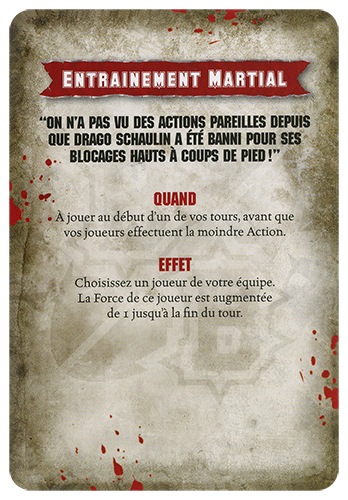 ENTRAINEMENT MARTIAL
“ON N'A PAS VU DES ACTIONS PAREILLES DEPUIS
QUE DRAGO SCHAULIN A ÉTÉ BANNI POUR SES
BLOCAGES HAUTS À COUPS DE PIED !”
QUAND
À jouer au début d'un de vos tours, avant que
vos joueurs effectuent la moindre Action.
EFFET
Choisissez un joueur de votre équipe.
La Force de ce joueur est augmentée
de 1 jusqu'à la fin du tour.